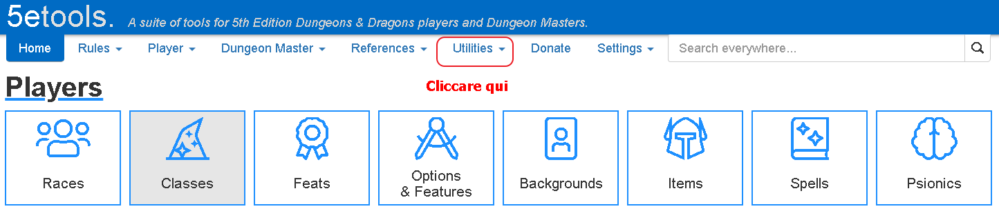 5etools. A suite of tools for 5th Edition Dungeons & Dragons players and Dungeon Masters.
Home Rules Player Dungeon Master References Utilities Donate Settings Search everywhere...
Cliccare qui
Players
Races Classes Feats Options & Features Backgrounds Items Spells Psionics